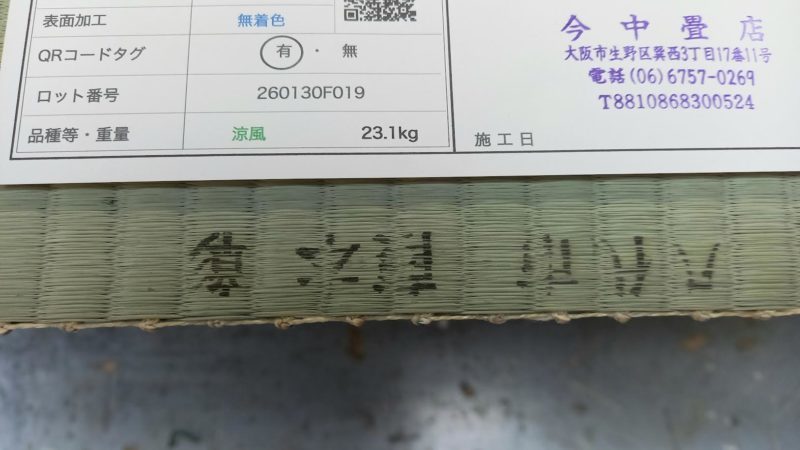 表面加工 無着色
QRコードタグ 有 ・ 無
ロット番号 260130F019
品種等・重量 涼風 23.1kg
今中畳店
大阪市生野区巽西3丁目17番11号
電話(06)6757-0269
T8810868300524
施工日